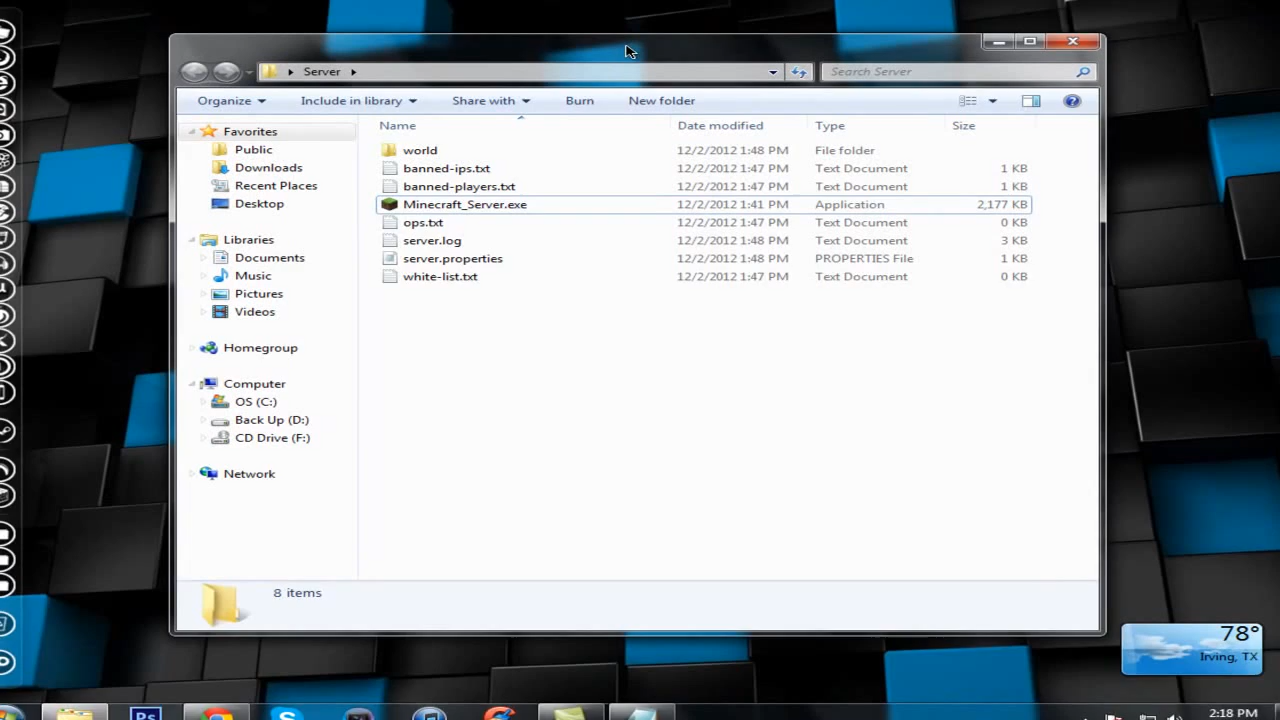 Server
Search Server
Organize Include in library Share with Burn New folder
Name Date modified Type Size
Favorites
Public
Downloads
Recent Places
Desktop
Libraries
Documents
Music
Pictures
Videos
Homegroup
Computer
OS (C:)
Back Up (D:)
CD Drive (F:)
Network
world 12/2/2012 1:48 PM File folder
banned-ips.txt 12/2/2012 1:47 PM Text Document 1 KB
banned-players.txt 12/2/2012 1:47 PM Text Document 1 KB
Minecraft_Server.exe 12/2/2012 1:41 PM Application 2,177 KB
ops.txt 12/2/2012 1:47 PM Text Document 0 KB
server.log 12/2/2012 1:48 PM Text Document 3 KB
server.properties 12/2/2012 1:48 PM PROPERTIES File 1 KB
white-list.txt 12/2/2012 1:47 PM Text Document 0 KB
8 items
78°
Irving, TX
Ps
2:18 PM